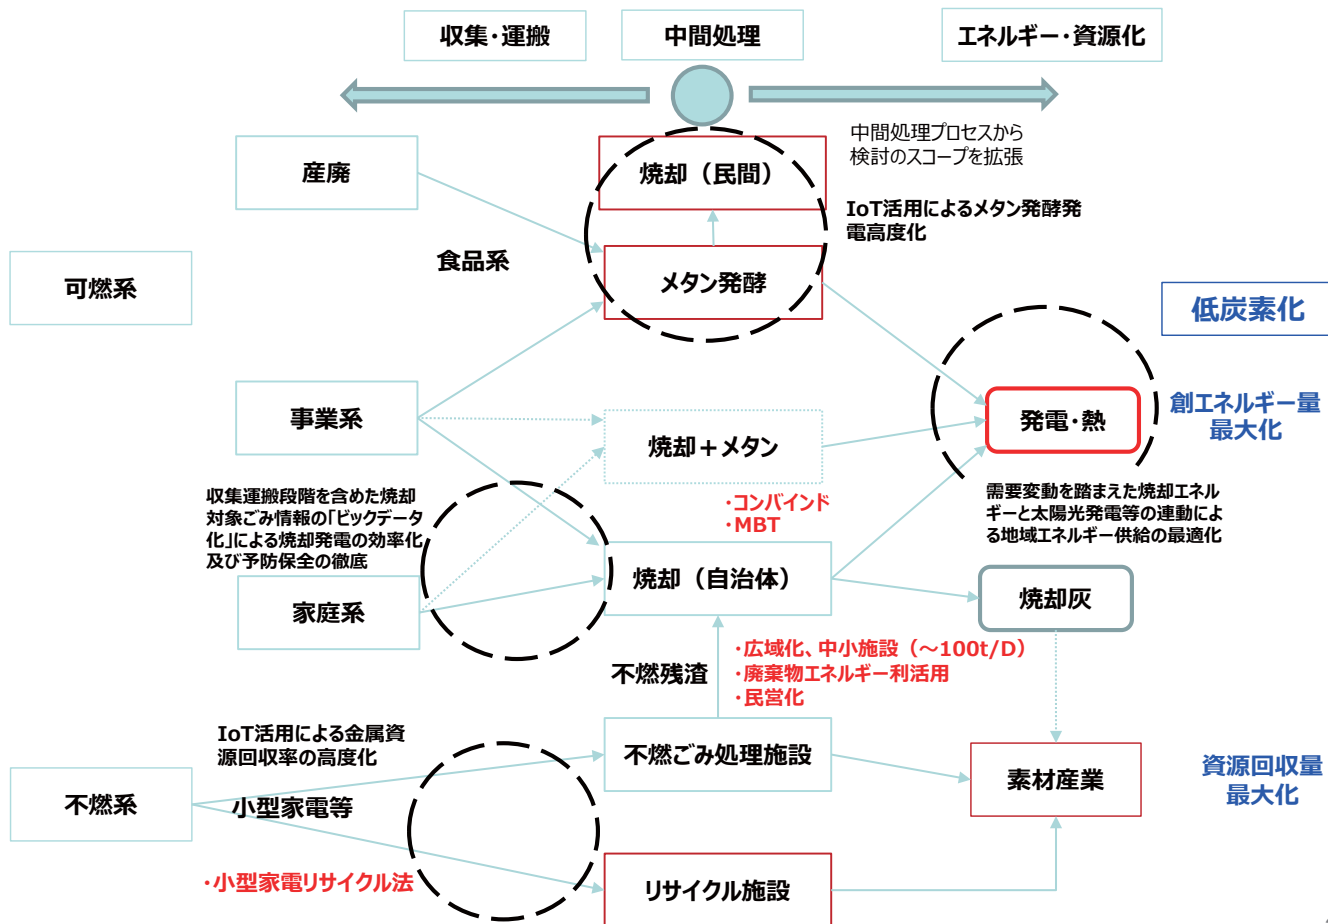 収集・運搬
中間処理
エネルギー・資源化
中間処理プロセスから
検討のスコープを拡張
産廃
焼却（民間）
IoT活用によるメタン発酵発
電高度化
食品系
可燃系
メタン発酵
低炭素化
事業系
焼却＋メタン
発電・熱
創エネルギー量
最大化
収集運搬段階を含めた焼却
対象ごみ情報の「ビックデータ
化」による焼却発電の効率化
及び予防保全の徹底
・コンバインド
・MBT
需要変動を踏まえた焼却エネル
ギーと太陽光発電等の連動によ
る地域エネルギー供給の最適化
家庭系
焼却（自治体）
焼却灰
不燃残渣
・広域化、中小施設（～100t/D）
・廃棄物エネルギー利活用
・民営化
IoT活用による金属資
源回収率の高度化
不燃系
小型家電等
不燃ごみ処理施設
素材産業
資源回収量
最大化
・小型家電リサイクル法
リサイクル施設